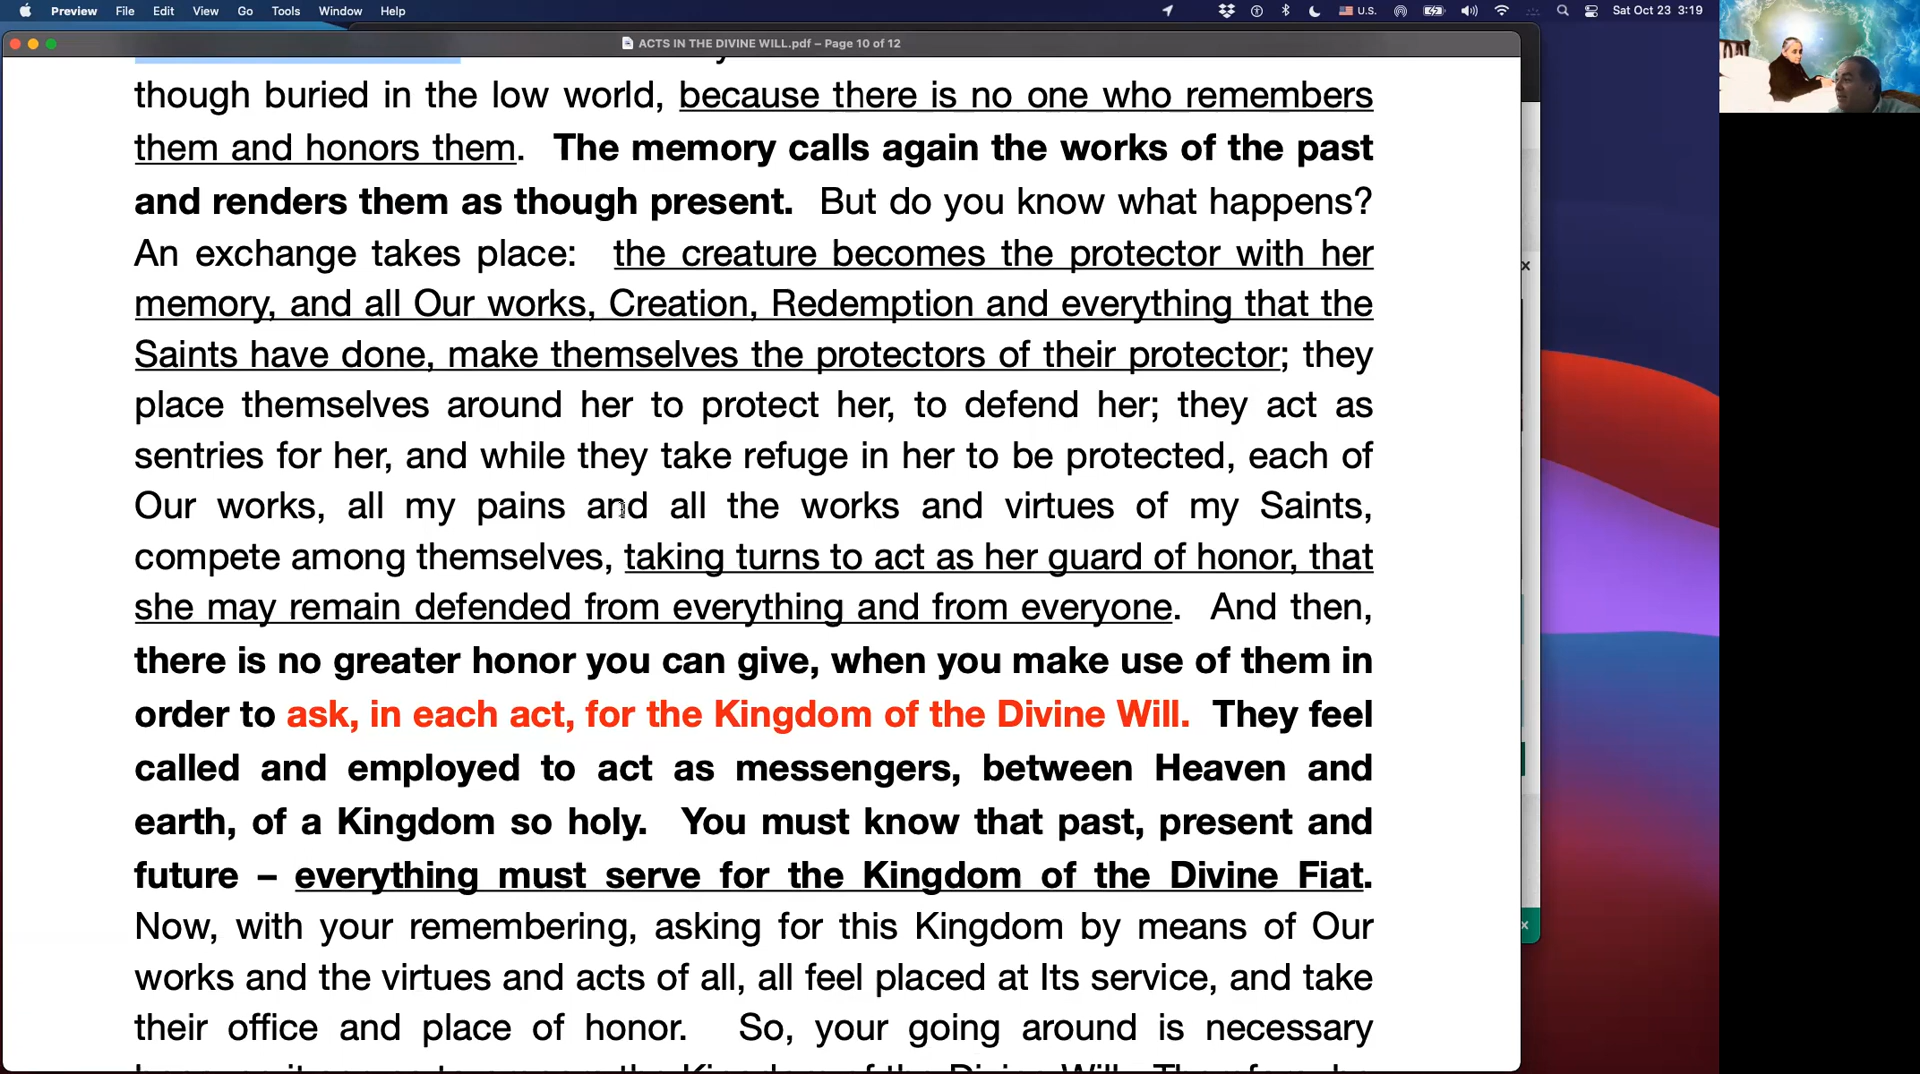 Preview File Edit View Go Tools Window Help U.S. Sat Oct 23 3:19
ACTS IN THE DIVINE WILL.pdf – Page 10 of 12
though buried in the low world, because there is no one who remembers
them and honors them. The memory calls again the works of the past
and renders them as though present. But do you know what happens?
An exchange takes place: the creature becomes the protector with her
memory, and all Our works, Creation, Redemption and everything that the
Saints have done, make themselves the protectors of their protector; they
place themselves around her to protect her, to defend her; they act as
sentries for her, and while they take refuge in her to be protected, each of
Our works, all my pains and all the works and virtues of my Saints,
compete among themselves, taking turns to act as her guard of honor, that
she may remain defended from everything and from everyone. And then,
there is no greater honor you can give, when you make use of them in
order to ask, in each act, for the Kingdom of the Divine Will. They feel
called and employed to act as messengers, between Heaven and
earth, of a Kingdom so holy. You must know that past, present and
future – everything must serve for the Kingdom of the Divine Fiat.
Now, with your remembering, asking for this Kingdom by means of Our
works and the virtues and acts of all, all feel placed at Its service, and take
their office and place of honor. So, your going around is necessary
the Kingdom of the Divine Will. Therefore, be